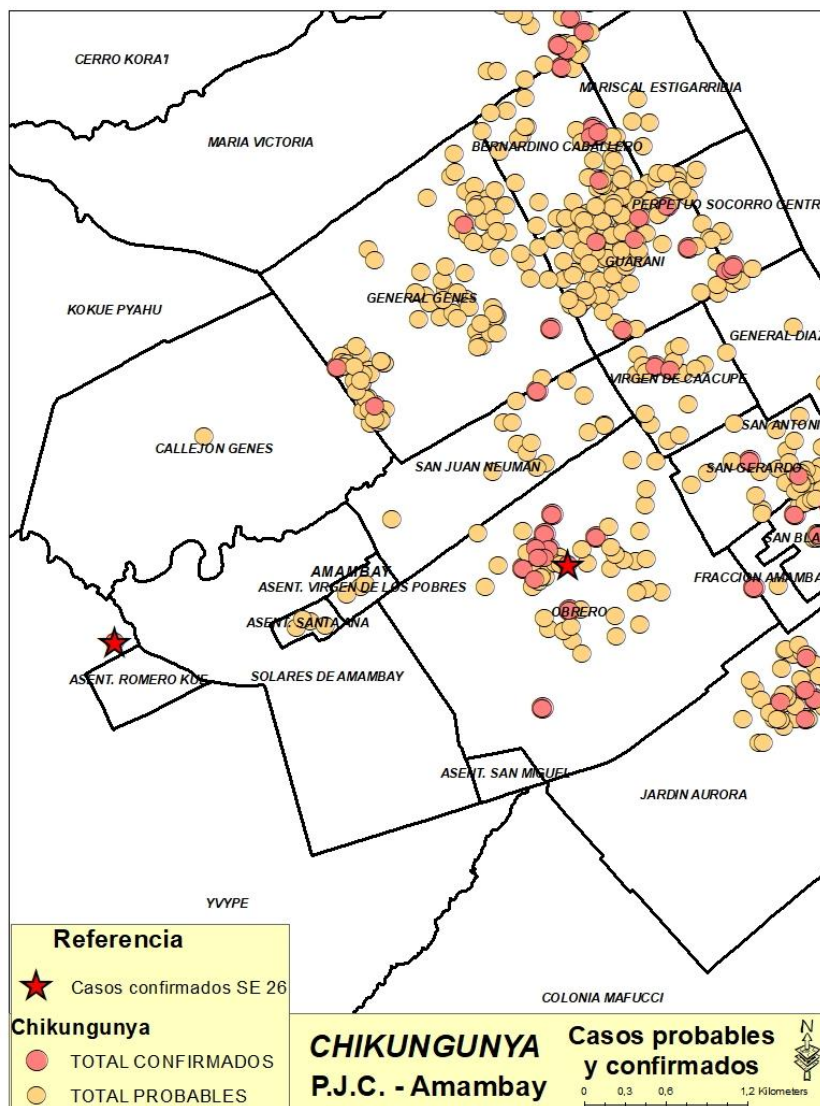 CERRO KORA'I
MARISCAL ESTIGARRIBIA
MARIA VICTORIA
BERNARDINO CABALLERO
PERPETUO SOCORRO CENTR
GUARANI
GENERAL GENES
KOKUE PYAHU
GENERAL DIAZ
VIRGEN DE CAACUPE
SAN ANTONI
CALLEJON GENES
SAN JUAN NEUMAN
SAN GERARDO
SAN BLA
AMAMBAY
ASENT. VIRGEN DE LOS POBRES
FRACCION AMAMBA
OBRERO
ASENT. SANTA ANA
ASENT. ROMERO KUE
SOLARES DE AMAMBAY
ASENT. SAN MIGUEL
JARDIN AURORA
YVYPE
COLONIA MAFUCCI
Referencia
Casos confirmados SE 26
Chikungunya
TOTAL CONFIRMADOS
TOTAL PROBABLES
CHIKUNGUNYA
P.J.C. - Amambay
Casos probables
y confirmados
N
0 0,3 0,6 1,2 Kilometers